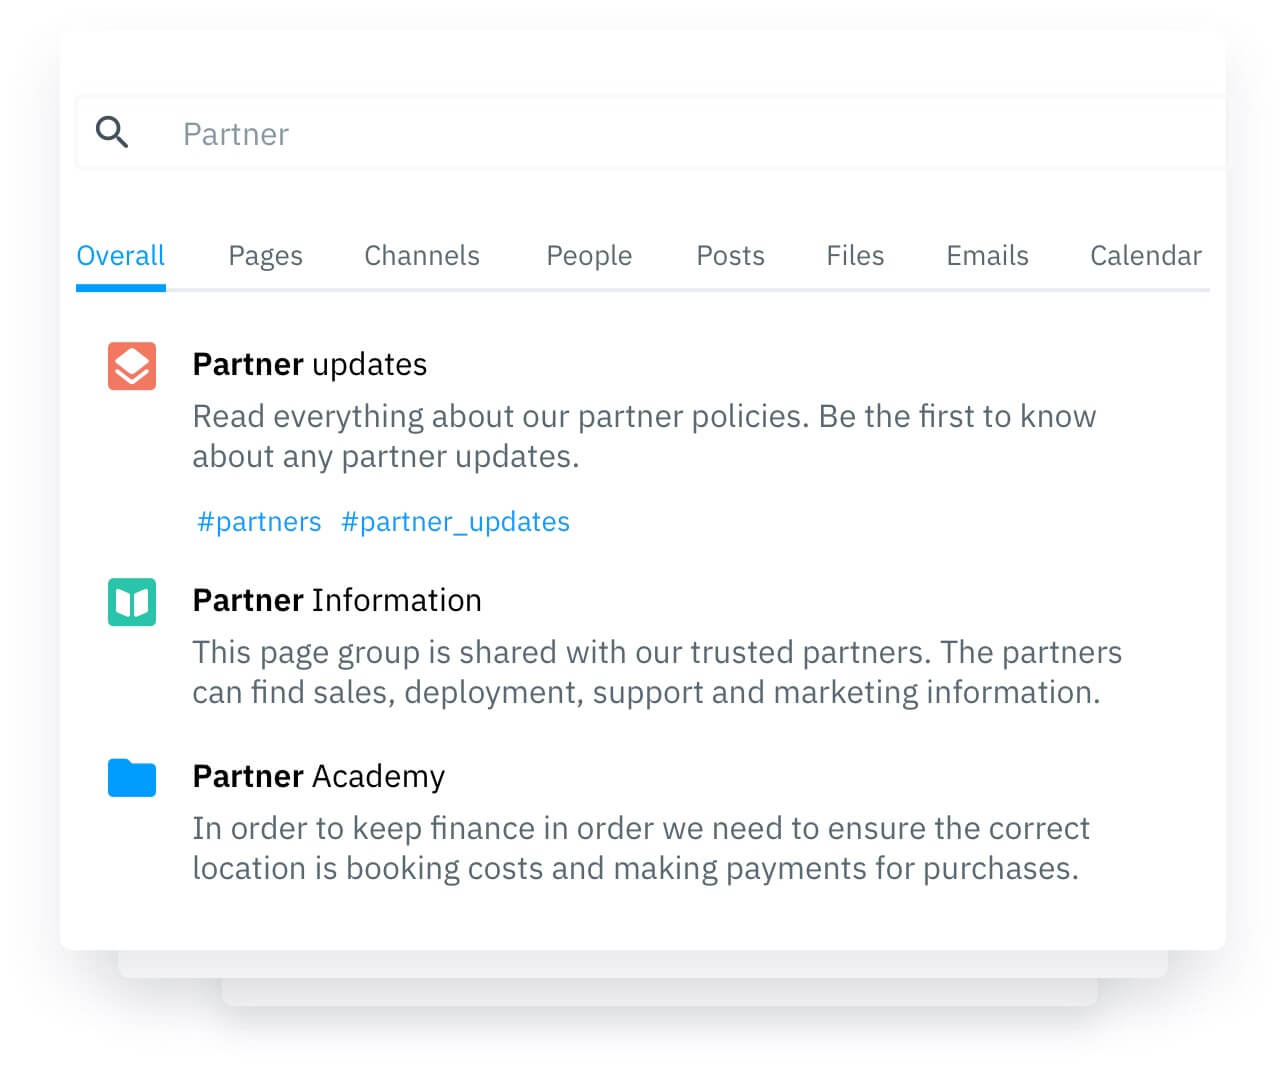 Partner
Overall Pages Channels People Posts Files Emails Calendar
Partner updates
Read everything about our partner policies. Be the first to know
about any partner updates.
#partners #partner_updates
Partner Information
This page group is shared with our trusted partners. The partners
can find sales, deployment, support and marketing information.
Partner Academy
In order to keep finance in order we need to ensure the correct
location is booking costs and making payments for purchases.